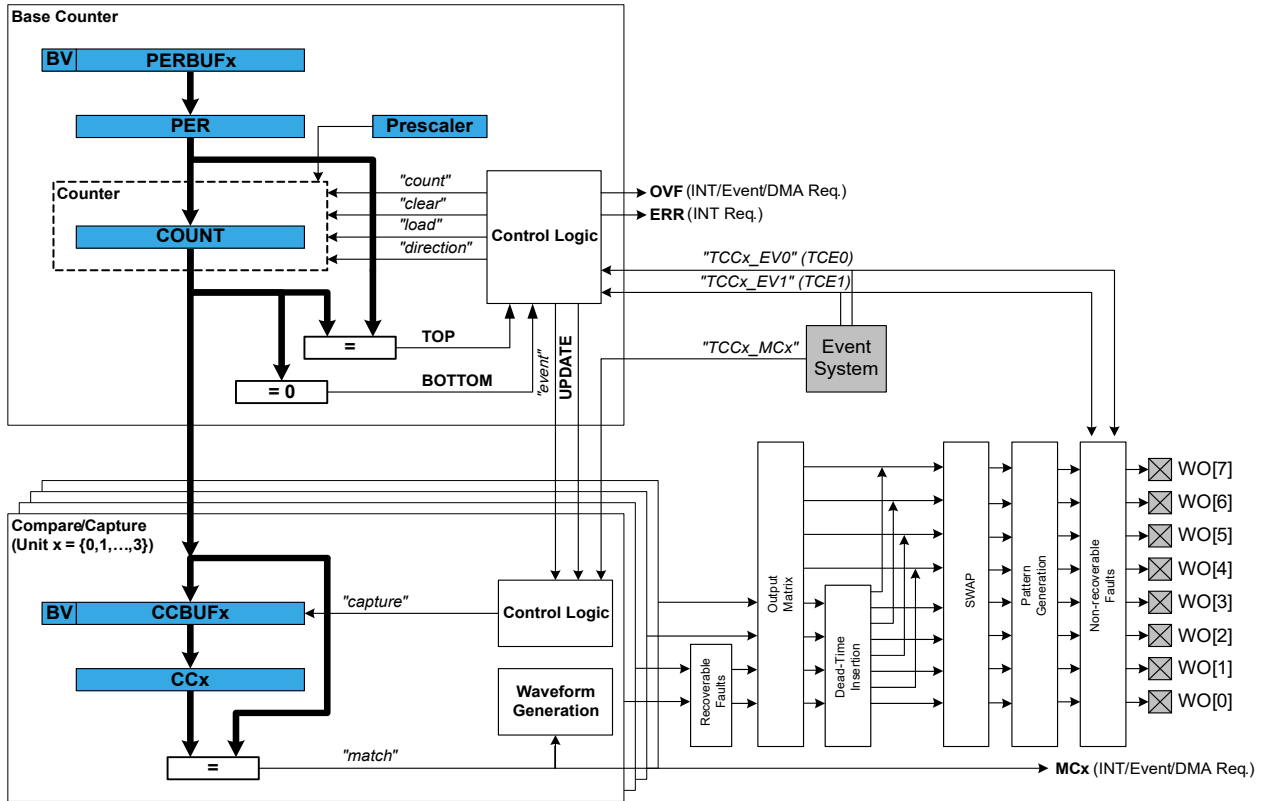 Base Counter
BV
PERBUFx
PER
Prescaler
Counter
COUNT
"count"
"clear"
"load"
"direction"
Control Logic
OVF (INT/Event/DMA Req.)
ERR (INT Req.)
"TCCx_EV0" (TCE0)
"TCCx_EV1" (TCE1)
"TCCx_MCx"
Event
System
=
TOP
= 0
BOTTOM
"event"
UPDATE
Compare/Capture
(Unit x = {0,1,…,3})
BV
CCBUFx
"capture"
Control Logic
CCx
Waveform
Generation
=
"match"
Recoverable
Faults
Output
Matrix
Dead-Time
Insertion
SWAP
Pattern
Generation
Non-recoverable
Faults
WO[7]
WO[6]
WO[5]
WO[4]
WO[3]
WO[2]
WO[1]
WO[0]
MCx (INT/Event/DMA Req.)